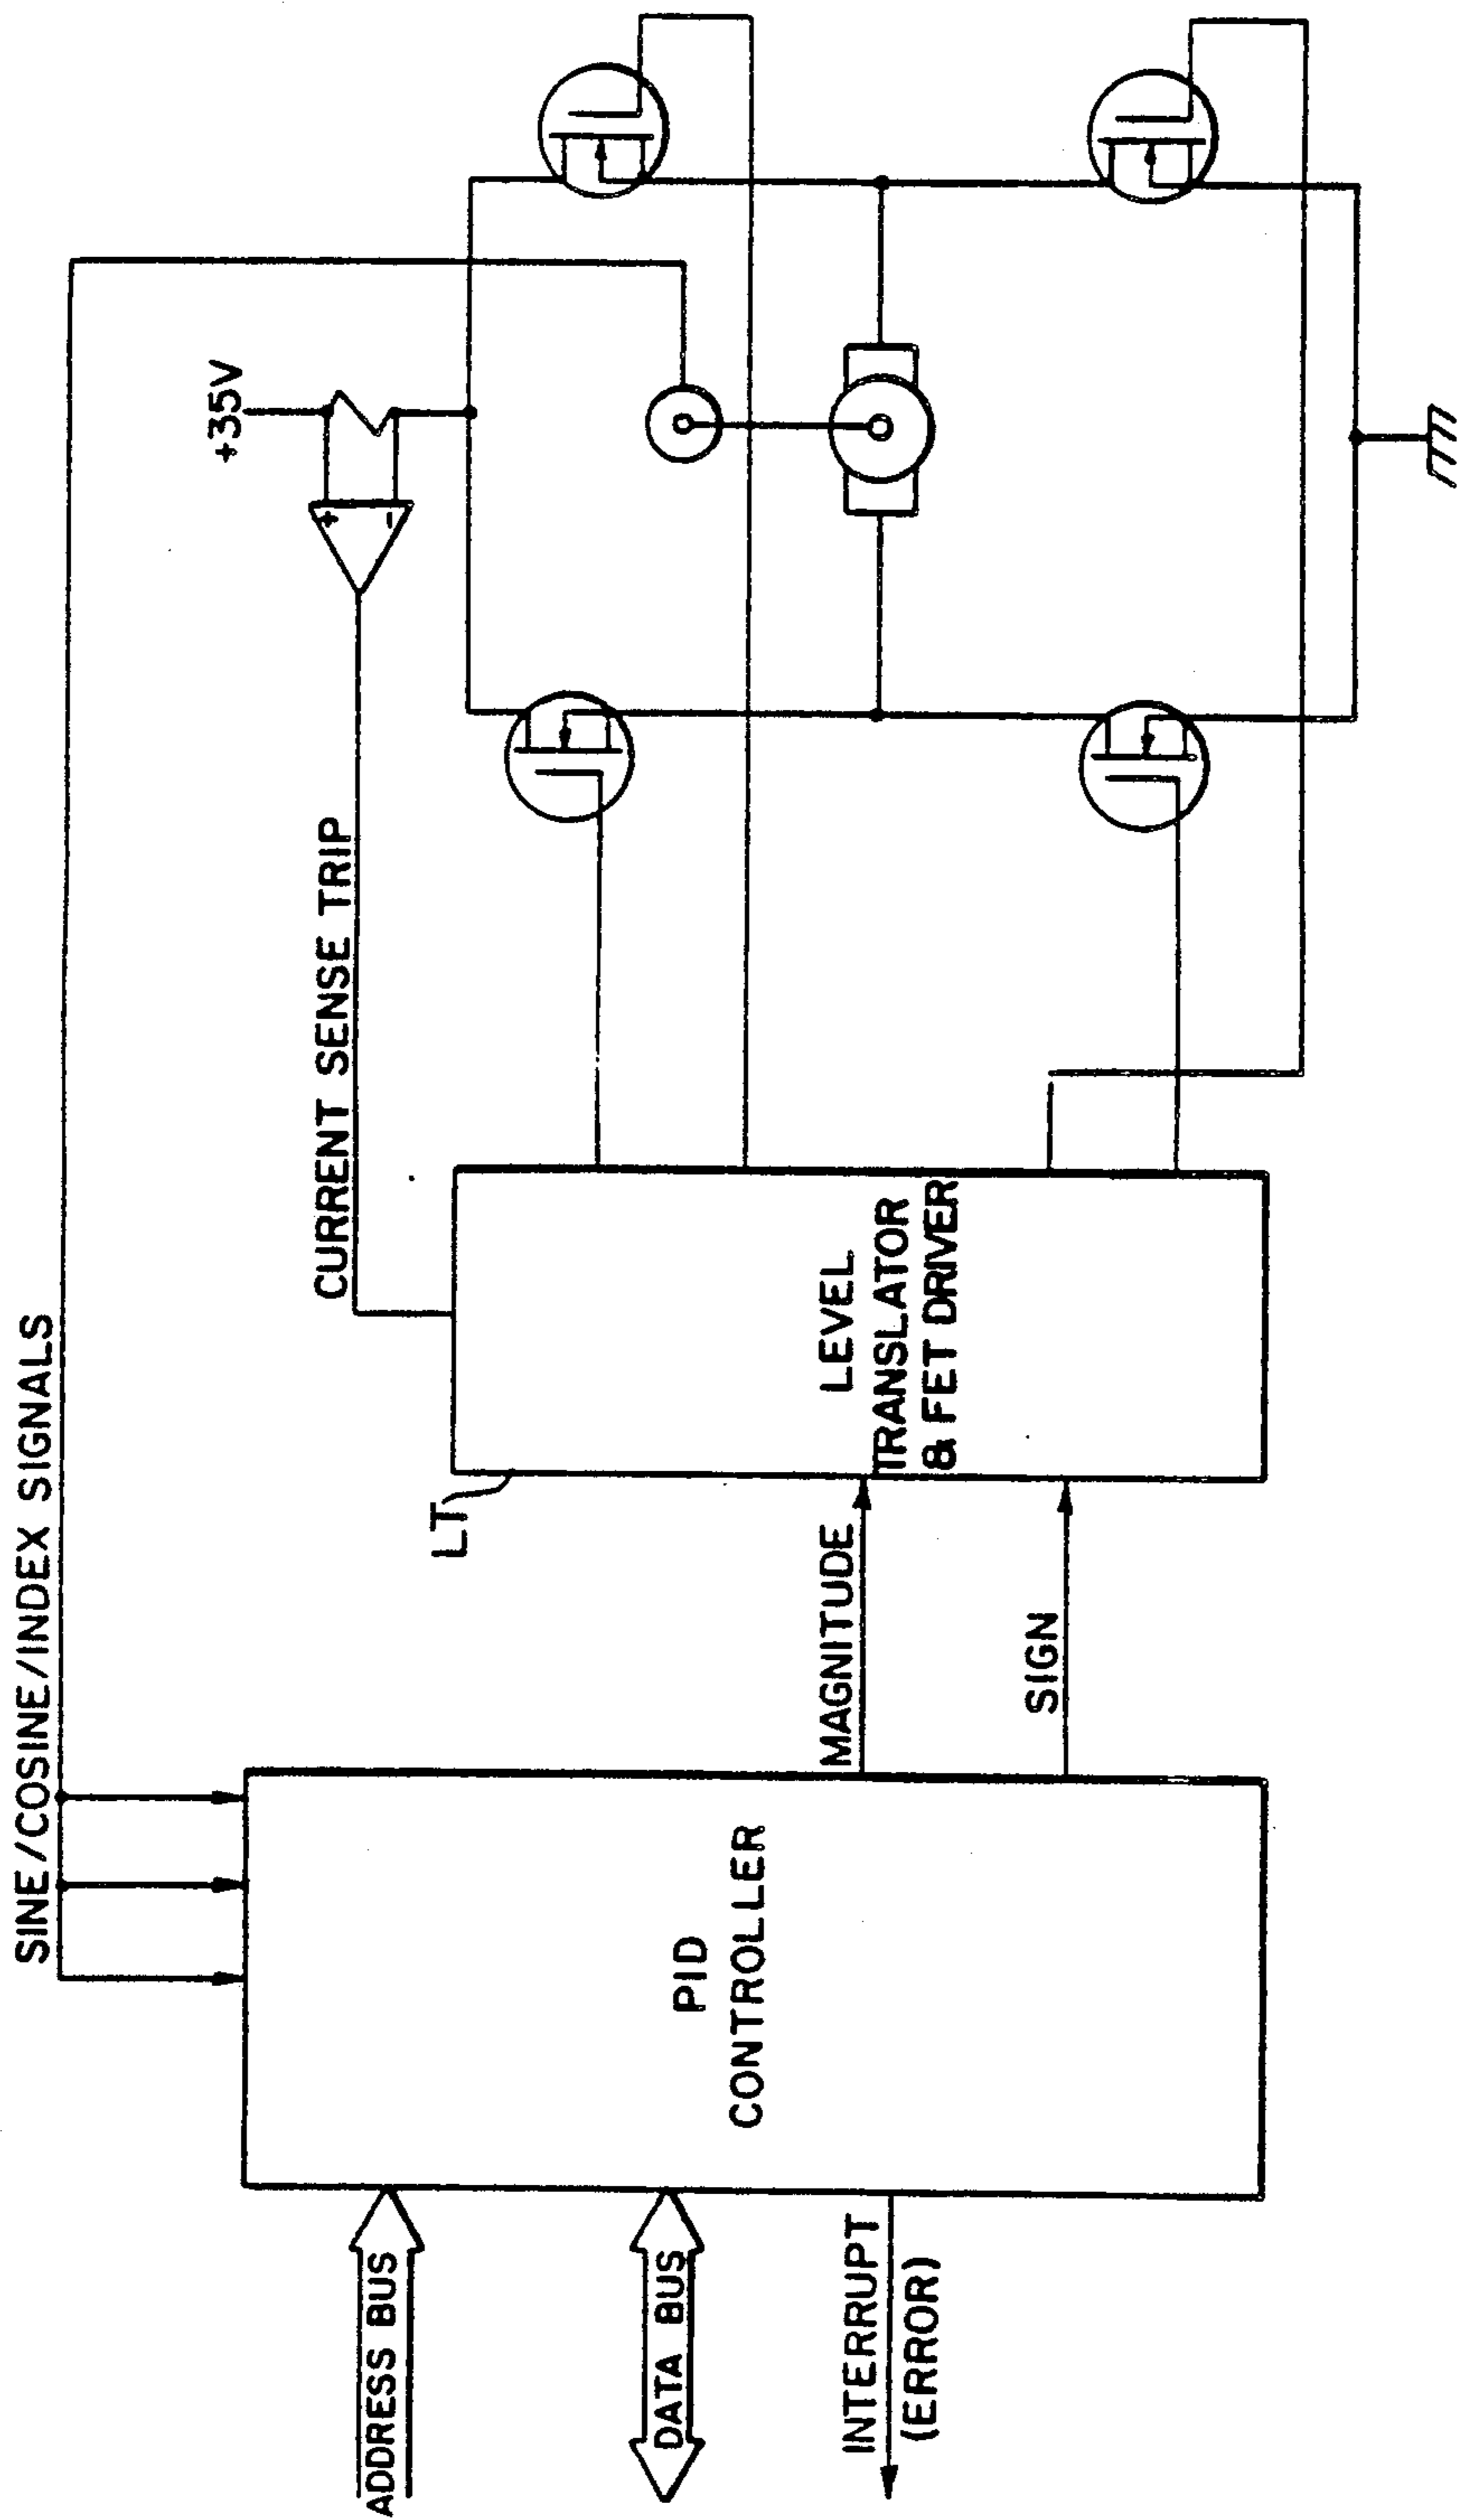 SINE/COSINE/INDEX SIGNALS
+35V
+
-
CURRENT SENSE TRIP
LT
LEVEL
TRANSLATOR
& FET DRIVER
MAGNITUDE
SIGN
PID
CONTROLLER
ADDRESS BUS
DATA BUS
INTERRUPT
(ERROR)